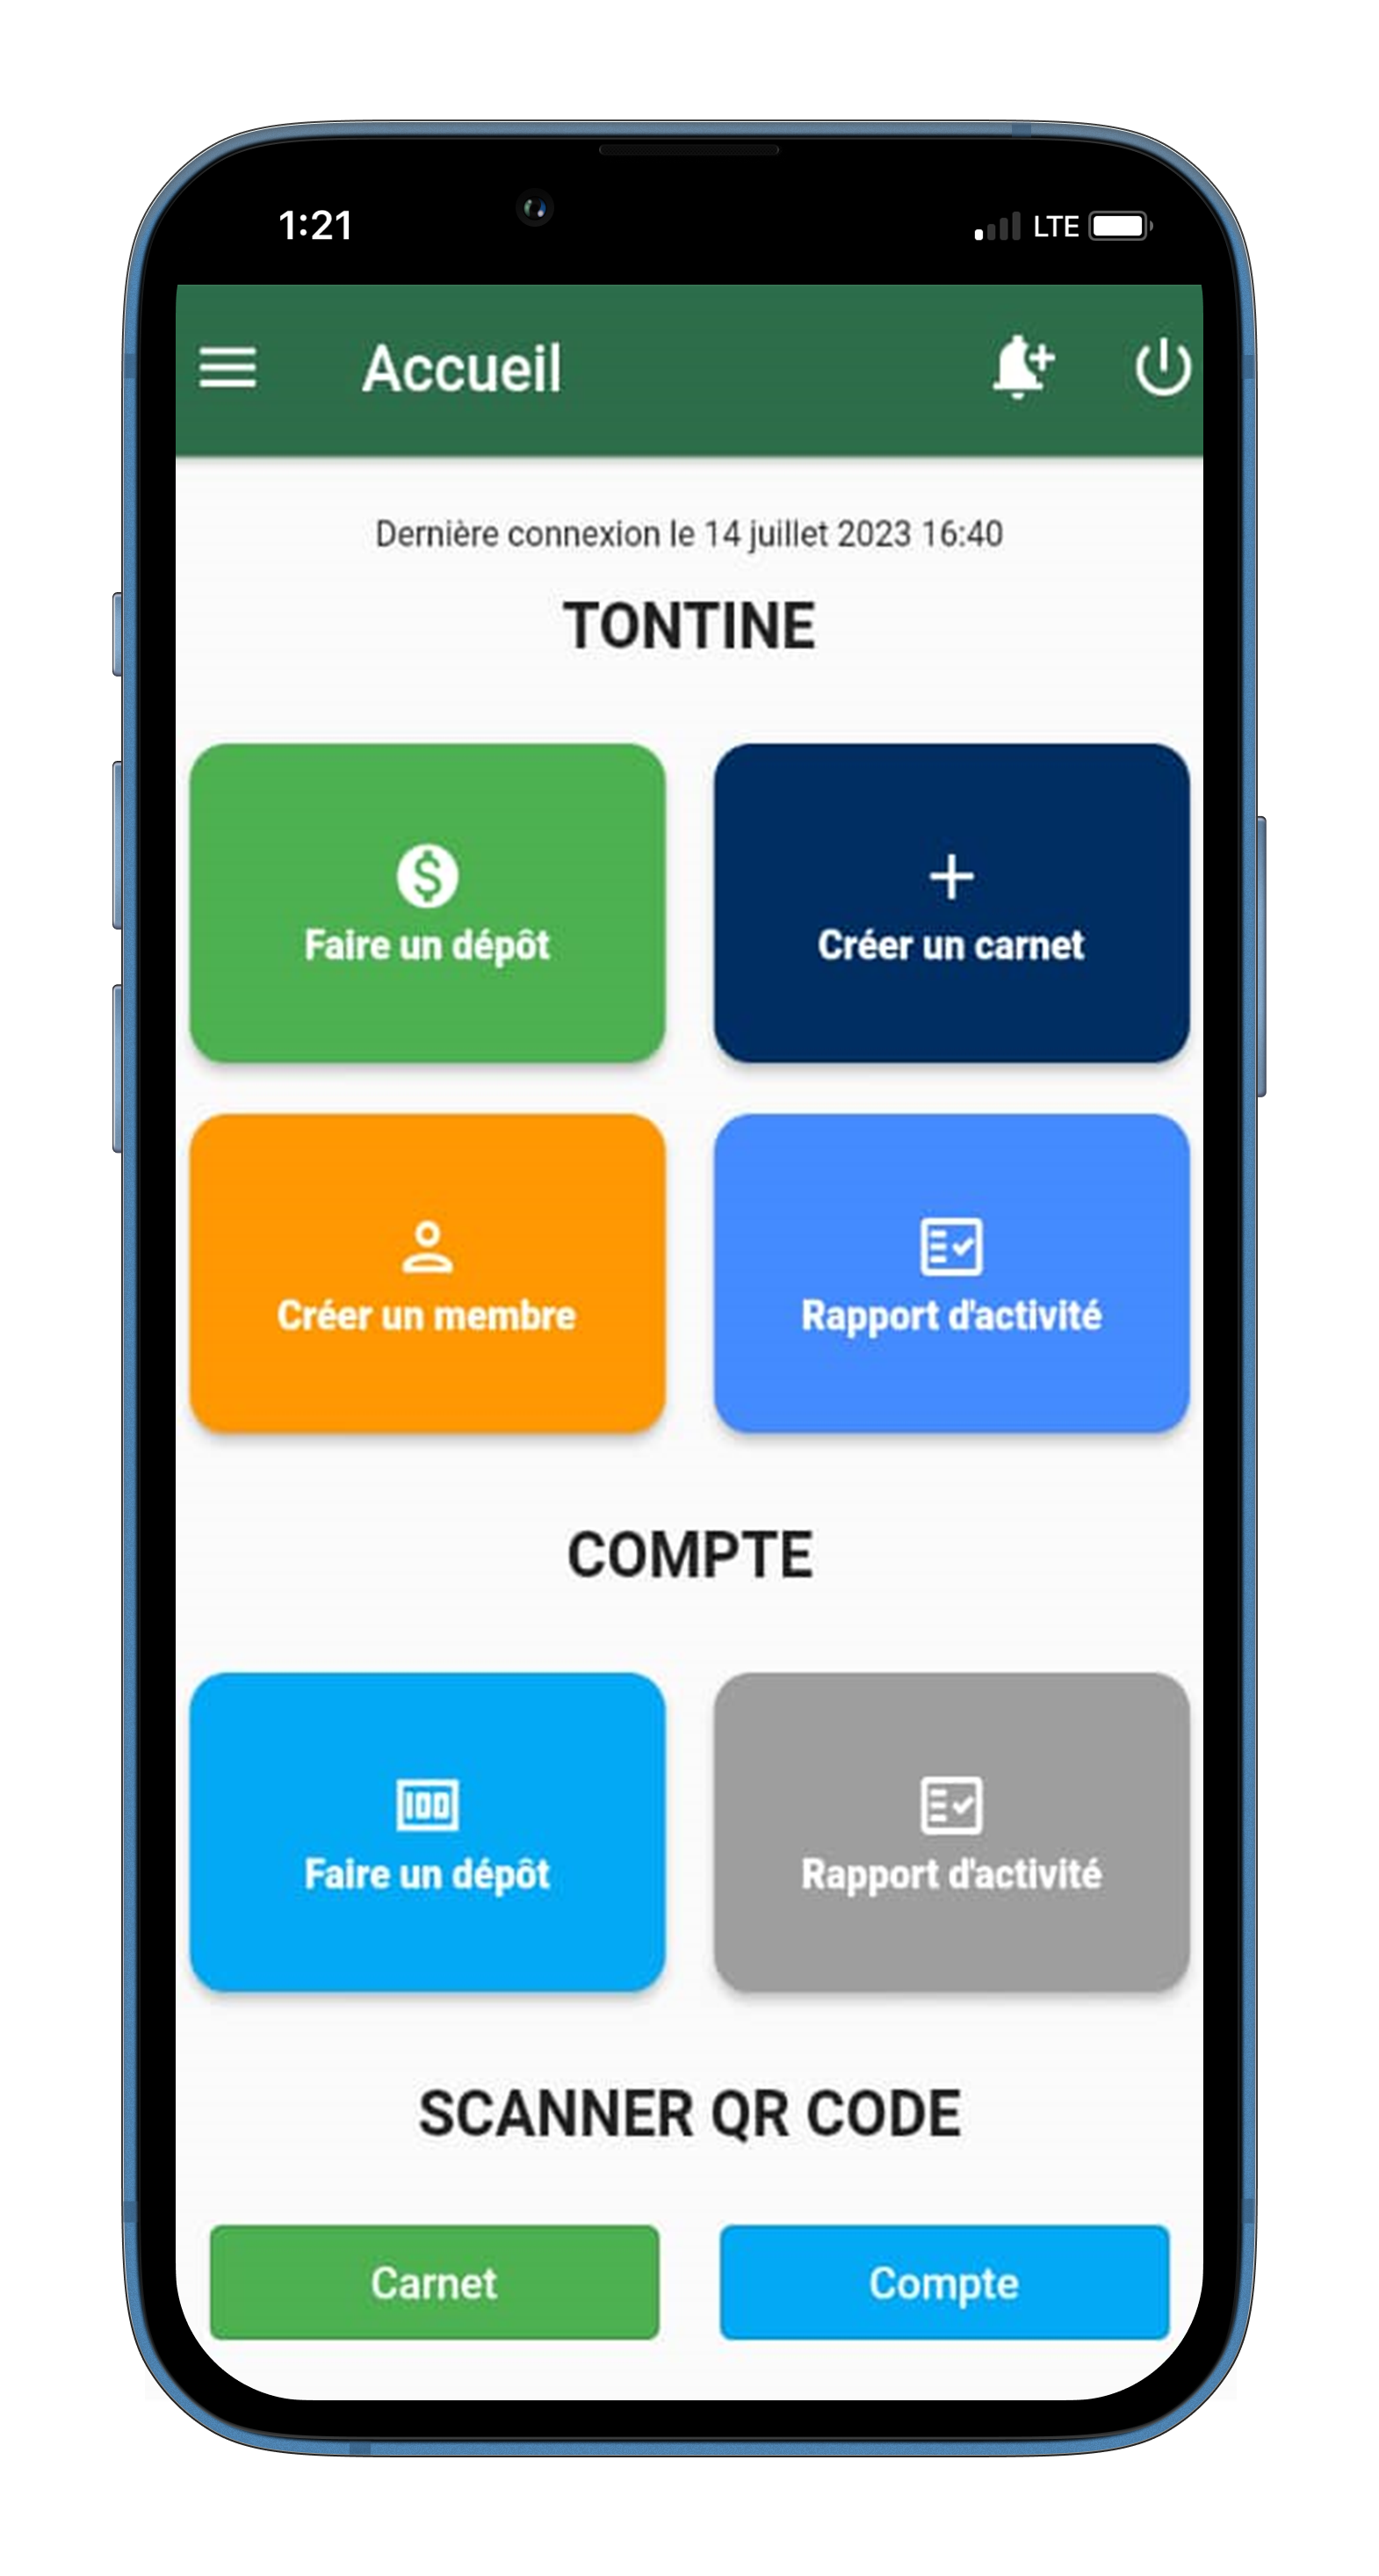 1:21 LTE
Accueil
Dernière connexion le 14 juillet 2023 16:40
TONTINE
Faire un dépôt
Créer un carnet
Créer un membre
Rapport d'activité
COMPTE
100
Faire un dépôt
Rapport d'activité
SCANNER QR CODE
Carnet
Compte